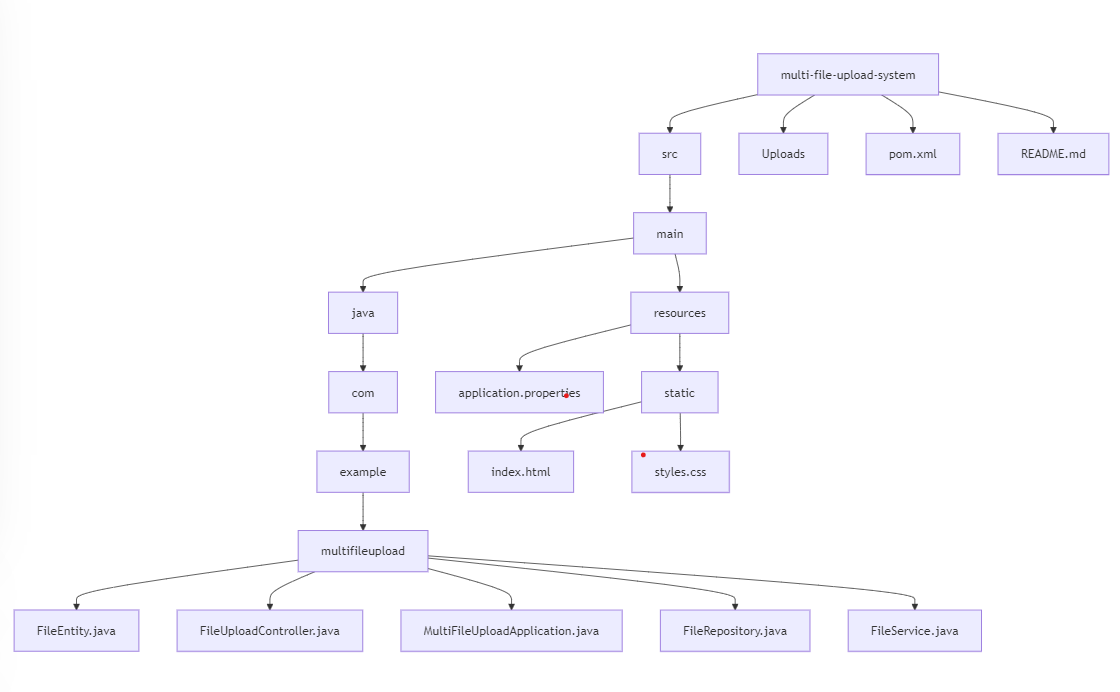 multi-file-upload-system
src
Uploads
pom.xml
README.md
main
java
resources
com
application.properties
static
example
index.html
styles.css
multifileupload
FileEntity.java
FileUploadController.java
MultiFileUploadApplication.java
FileRepository.java
FileService.java